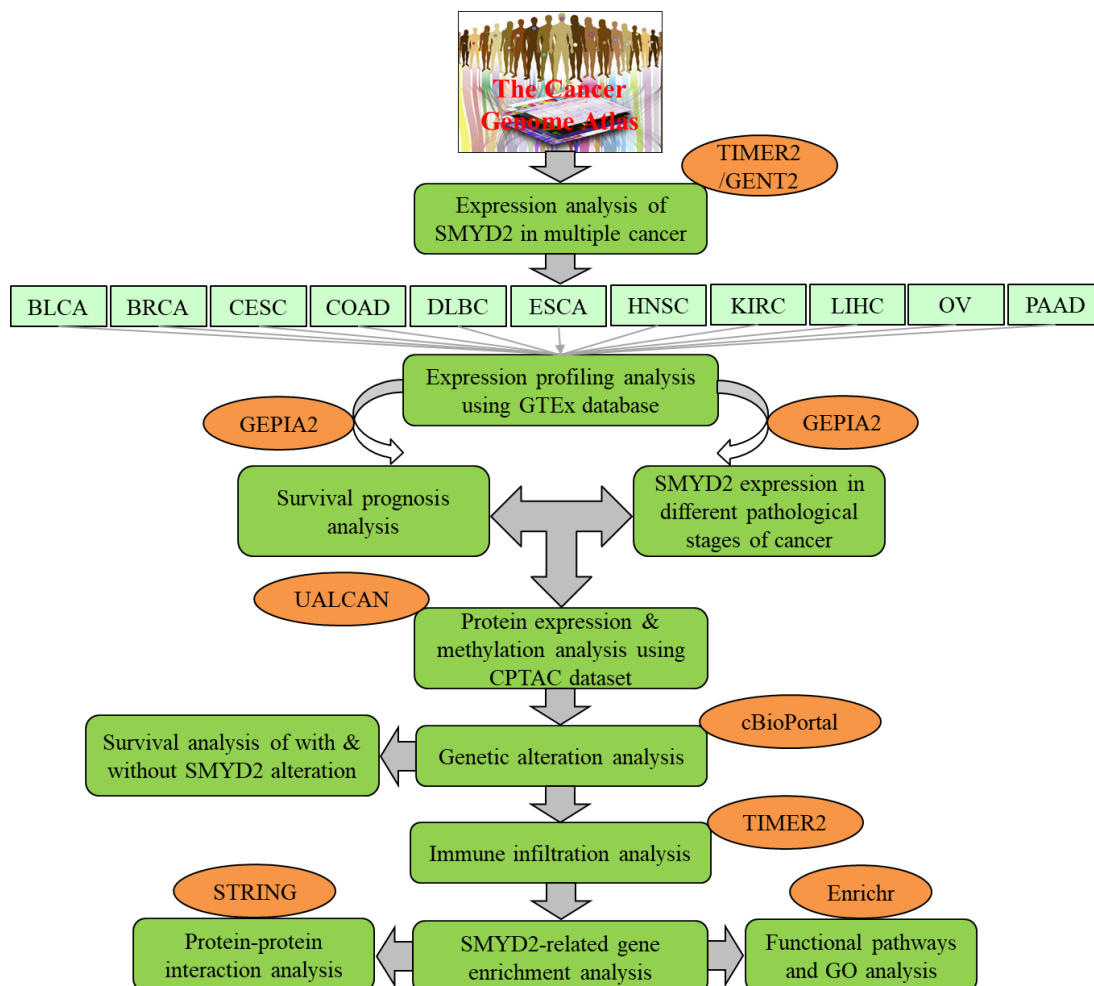 The Cancer
Genome Atlas
TIMER2
/GENT2
Expression analysis of
SMYD2 in multiple cancer
BLCA
BRCA
CESC
COAD
DLBC
ESCA
HNSC
KIRC
LIHC
OV
PAAD
Expression profiling analysis
using GTEx database
GEPIA2
GEPIA2
Survival prognosis
analysis
SMYD2 expression in
different pathological
stages of cancer
UALCAN
Protein expression &
methylation analysis using
CPTAC dataset
cBioPortal
Survival analysis of with &
without SMYD2 alteration
Genetic alteration analysis
TIMER2
Immune infiltration analysis
STRING
Enrichr
Protein-protein
interaction analysis
SMYD2-related gene
enrichment analysis
Functional pathways
and GO analysis